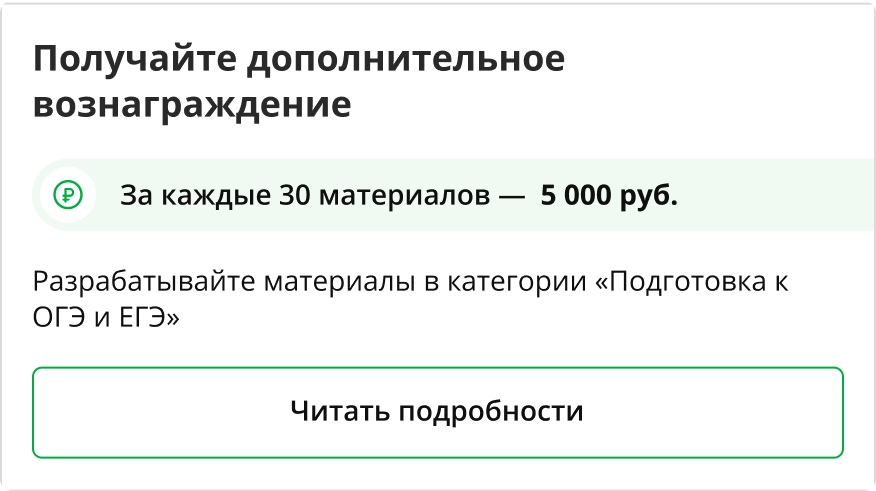 Получайте дополнительное
вознаграждение
За каждые 30 материалов — 5 000 руб.
Разрабатывайте материалы в категории «Подготовка к
ОГЭ и ЕГЭ»
Читать подробности